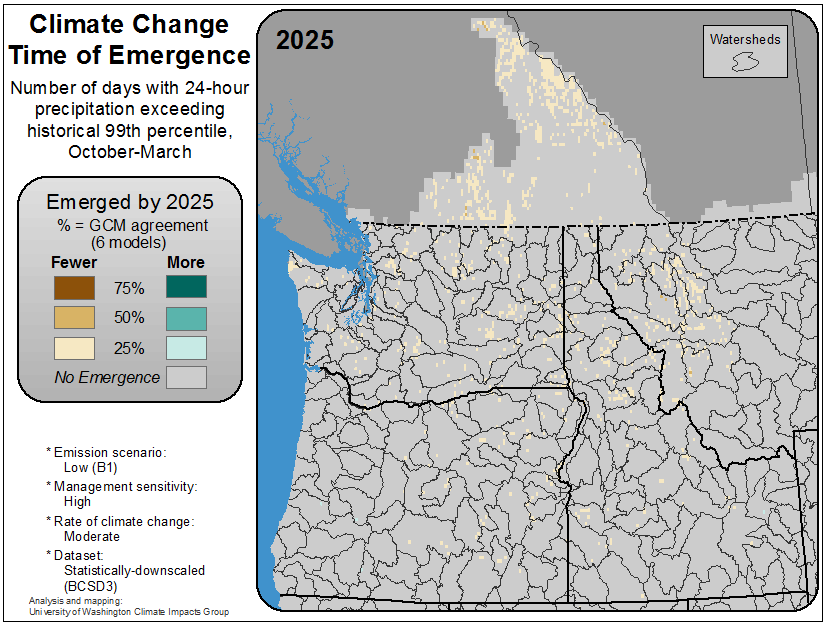 Climate Change
Time of Emergence
Number of days with 24-hour
precipitation exceeding
historical 99th percentile,
October-March
Emerged by 2025
% = GCM agreement
(6 models)
Fewer More
75%
50%
25%
No Emergence
* Emission scenario:
Low (B1)
* Management sensitivity:
High
* Rate of climate change:
Moderate
* Dataset:
Statistically-downscaled
(BCSD3)
Analysis and mapping:
University of Washington Climate Impacts Group
2025
Watersheds